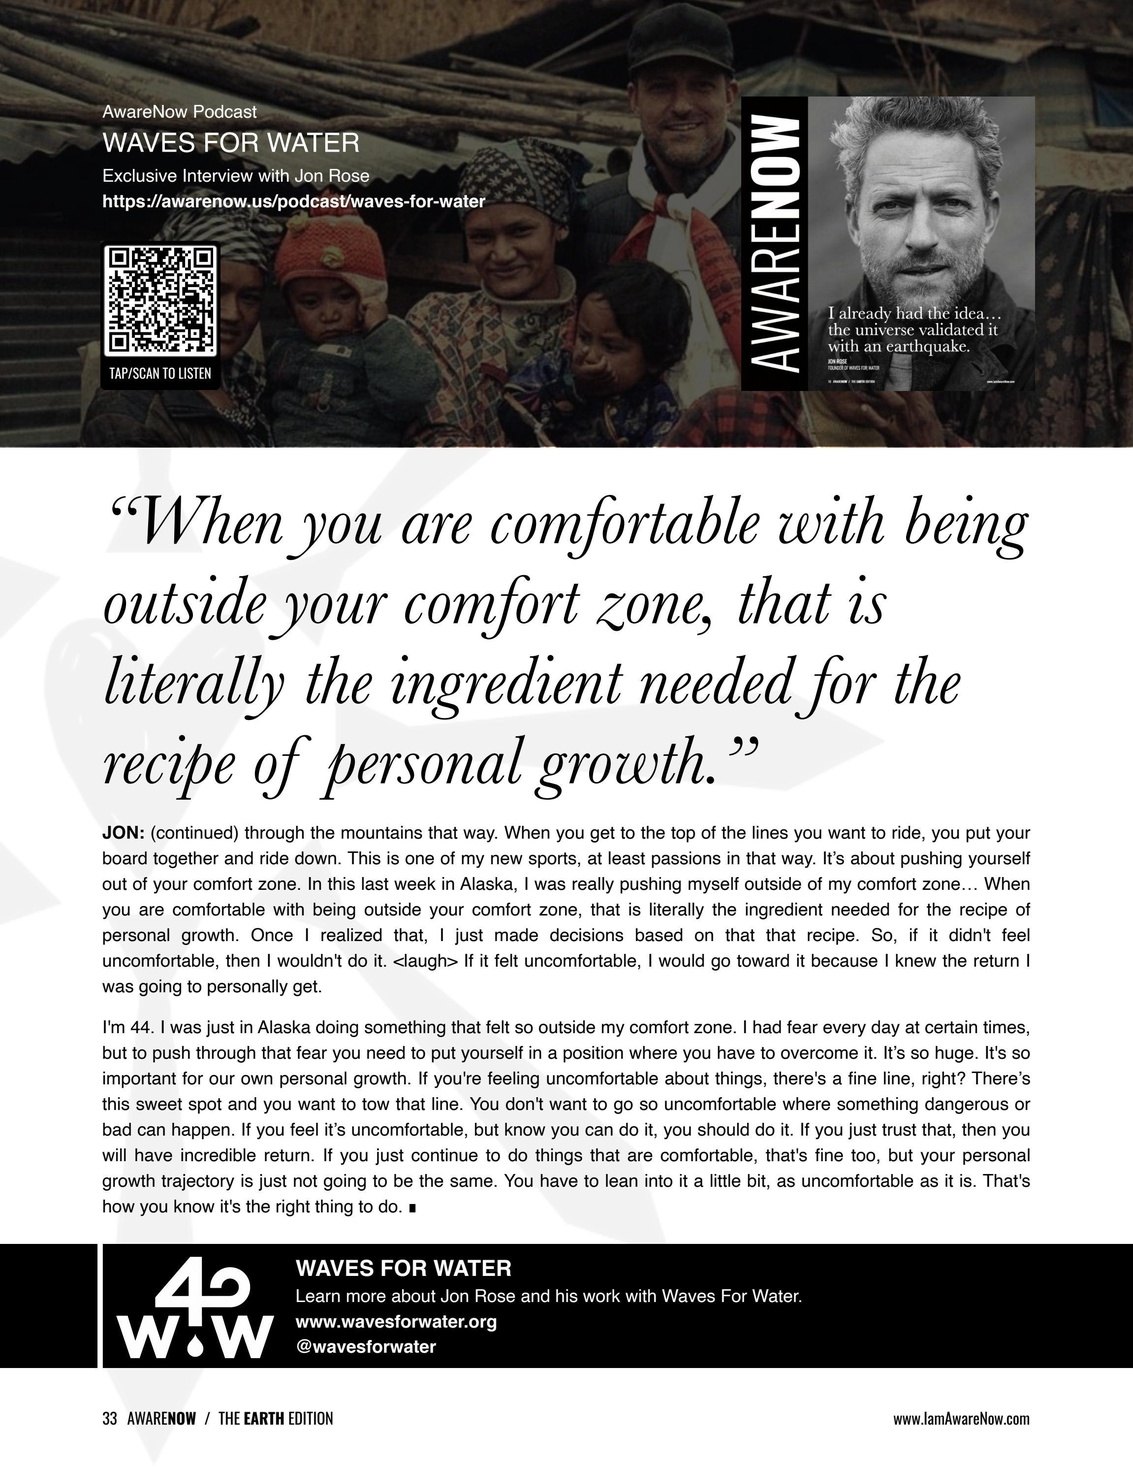 AwareNow Podcast
WAVES FOR WATER
Exclusive Interview with Jon Rose
https://awarenow.us/podcast/waves-for-water
TAP/SCAN TO LISTEN
AWARENOW
I already had the idea…
the universe validated it
with an earthquake.
JON ROSE
FOUNDER OF WAVES FOR WATER
AWARENOW / THE EARTH EDITION
www.IamAwareNow.com
“When you are comfortable with being
outside your comfort zone, that is
literally the ingredient needed for the
recipe of personal growth.”
JON: (continued) through the mountains that way. When you get to the top of the lines you want to ride, you put your
board together and ride down. This is one of my new sports, at least passions in that way. It’s about pushing yourself
out of your comfort zone. In this last week in Alaska, I was really pushing myself outside of my comfort zone… When
you are comfortable with being outside your comfort zone, that is literally the ingredient needed for the recipe of
personal growth. Once I realized that, I just made decisions based on that that recipe. So, if it didn't feel
uncomfortable, then I wouldn't do it. <laugh> If it felt uncomfortable, I would go toward it because I knew the return I
was going to personally get.
I'm 44. I was just in Alaska doing something that felt so outside my comfort zone. I had fear every day at certain times,
but to push through that fear you need to put yourself in a position where you have to overcome it. It’s so huge. It's so
important for our own personal growth. If you're feeling uncomfortable about things, there's a fine line, right? There’s
this sweet spot and you want to tow that line. You don't want to go so uncomfortable where something dangerous or
bad can happen. If you feel it’s uncomfortable, but know you can do it, you should do it. If you just trust that, then you
will have incredible return. If you just continue to do things that are comfortable, that's fine too, but your personal
growth trajectory is just not going to be the same. You have to lean into it a little bit, as uncomfortable as it is. That's
how you know it's the right thing to do. ∎
W4W
WAVES FOR WATER
Learn more about Jon Rose and his work with Waves For Water.
www.wavesforwater.org
@wavesforwater
33 AWARENOW / THE EARTH EDITION
www.IamAwareNow.com